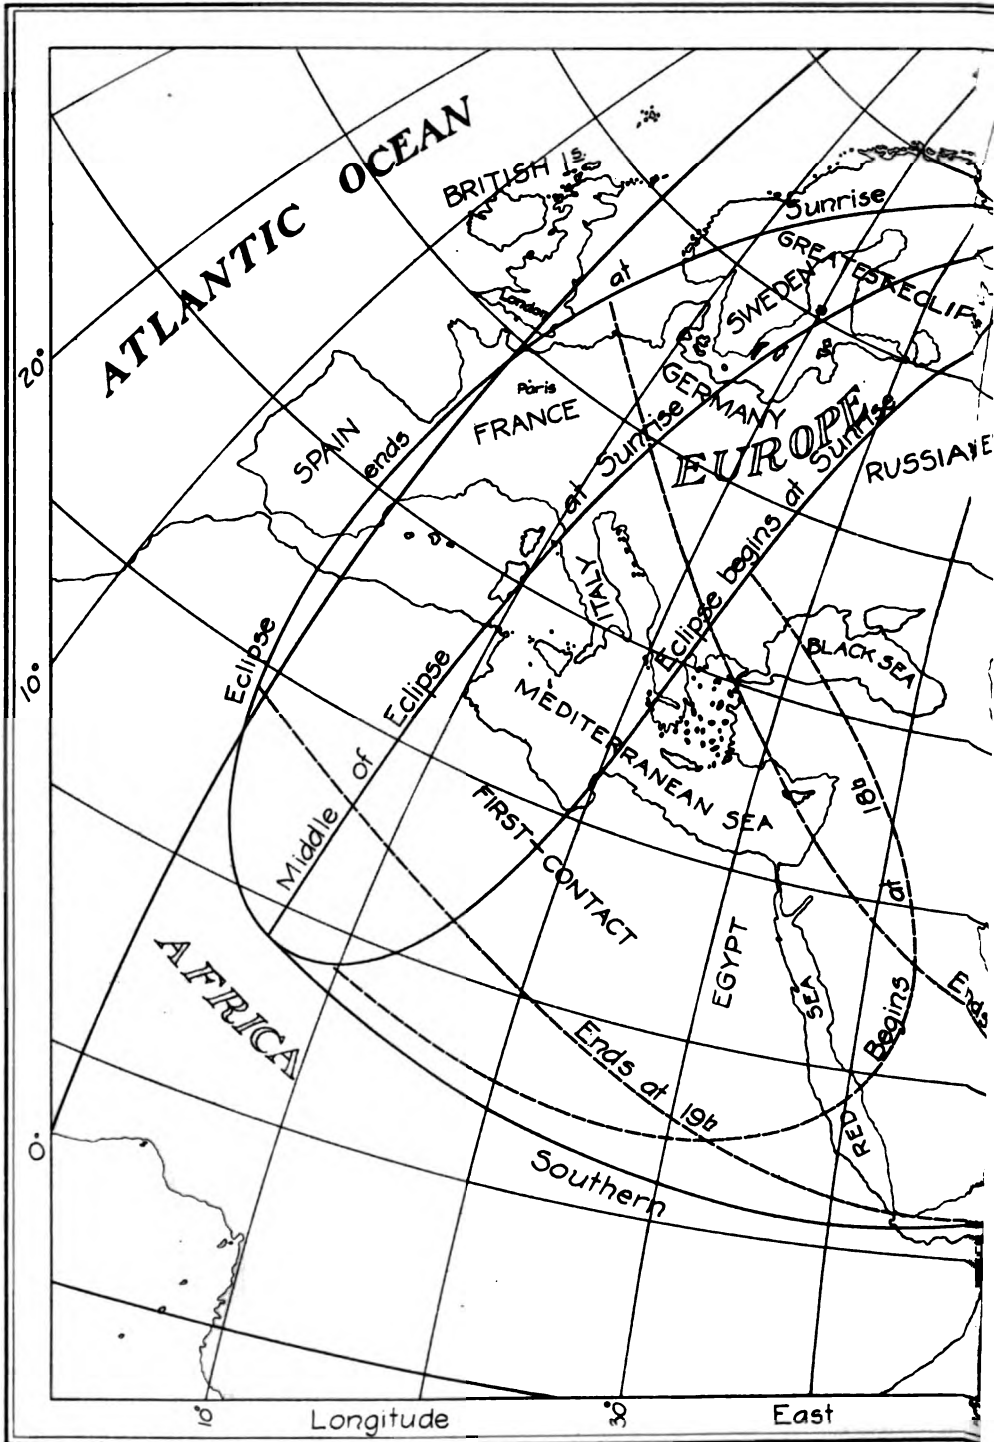 ATLANTIC OCEAN
BRITISH Is.
London
Sunrise
at
GREATEST ECLIPS
SWEDEN
20°
Paris
FRANCE
GERMANY
EUROPE
RUSSIA
SPAIN
Eclipse ends
Middle of Eclipse at Sunrise
Eclipse begins at Sunrise
ITALY
BLACK SEA
10°
MEDITERRANEAN SEA
18h
at
Begins
FIRST CONTACT
AFRICA
EGYPT
RED SEA
Ends
Ends at 19h
Southern
0°
10°
Longitude
30°
East